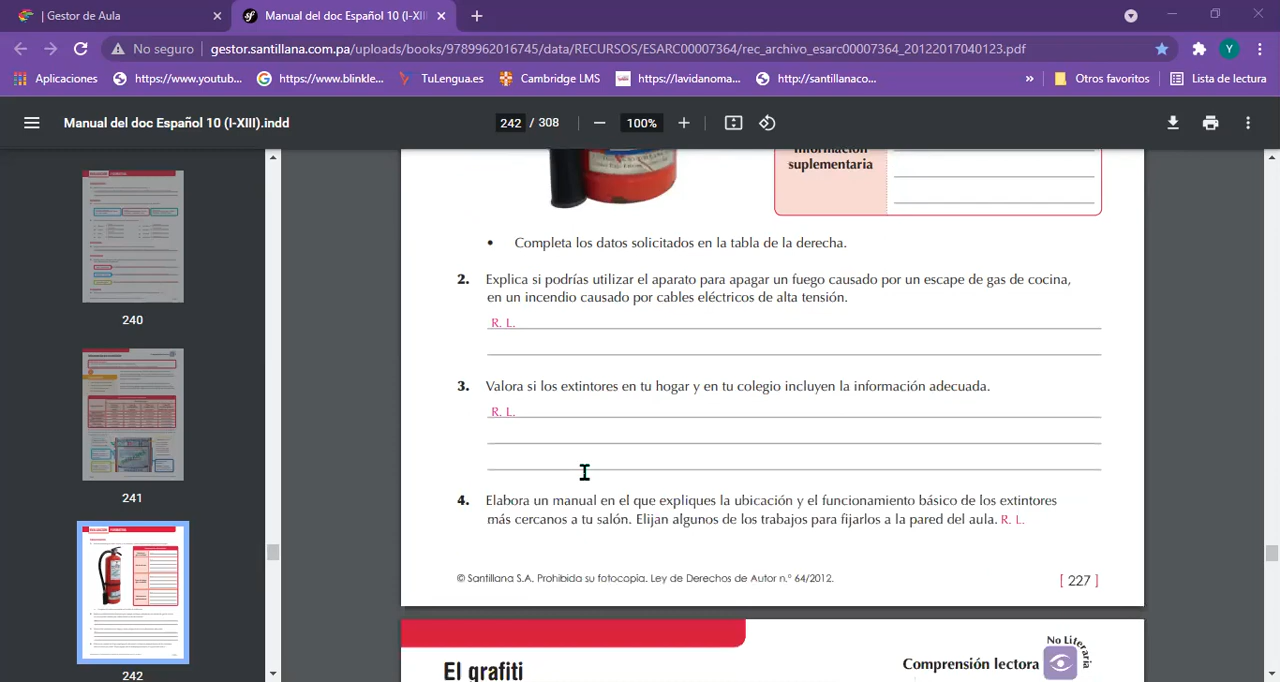 | Gestor de Aula
Manual del doc Español 10 (I-XIII
No seguro
gestor.santillana.com.pa/uploads/books/9789962016745/data/RECURSOS/ESARC00007364/rec_archivo_esarc00007364_20122017040123.pdf
Y
Aplicaciones
https://www.youtub...
https://www.blinkle...
TuLengua.es
Cambridge LMS
https://lavidanoma...
http://santillanaco...
»
Otros favoritos
Lista de lectura
Manual del doc Español 10 (I-XIII).indd
242 / 308
100%
240
241
242
información
suplementaria
• Completa los datos solicitados en la tabla de la derecha.
2. Explica si podrías utilizar el aparato para apagar un fuego causado por un escape de gas de cocina,
en un incendio causado por cables eléctricos de alta tensión.
R. L.
3. Valora si los extintores en tu hogar y en tu colegio incluyen la información adecuada.
R. L.
4. Elabora un manual en el que expliques la ubicación y el funcionamiento básico de los extintores
más cercanos a tu salón. Elijan algunos de los trabajos para fijarlos a la pared del aula. R. L.
© Santillana S.A. Prohibida su fotocopia. Ley de Derechos de Autor n.° 64/2012.
[ 227 ]
El grafiti
Comprensión lectora
No Literaria